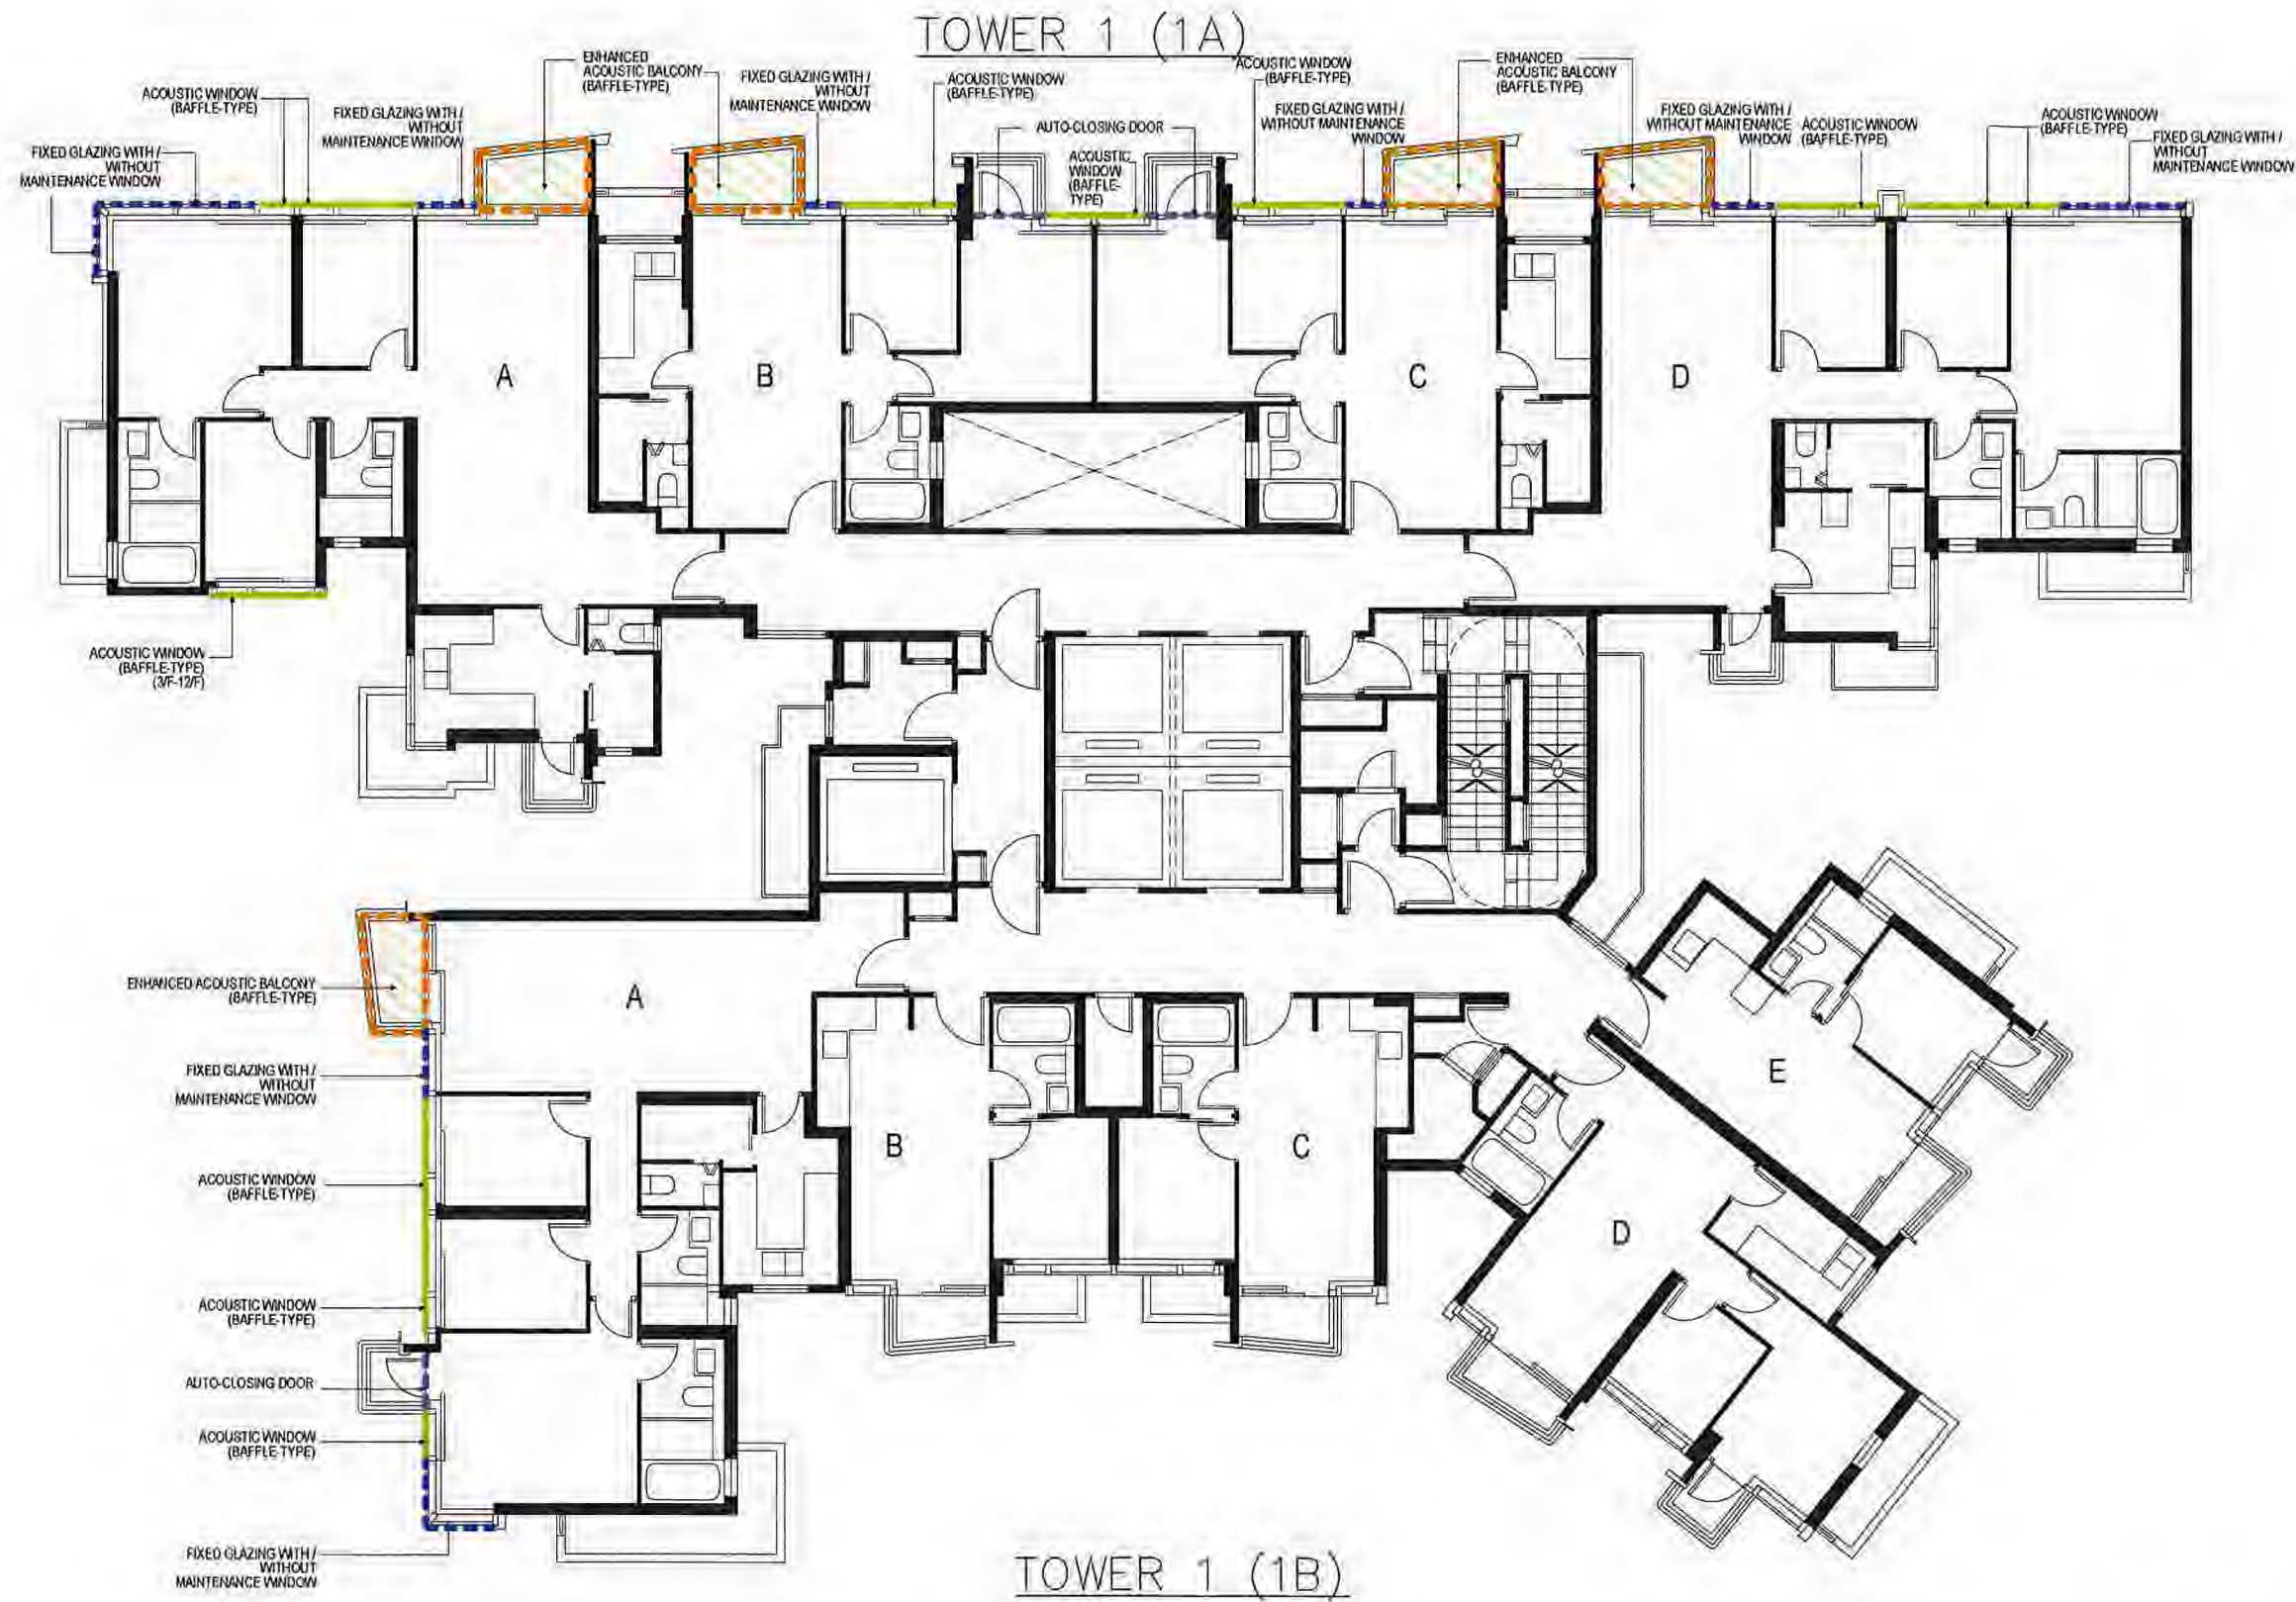 TOWER 1 (1A)
ENHANCED
ACOUSTIC BALCONY
(BAFFLE-TYPE)
ACOUSTIC WINDOW
(BAFFLE-TYPE)
FIXED GLAZING WITH /
WITHOUT
MAINTENANCE WINDOW
FIXED GLAZING WITH /
WITHOUT
MAINTENANCE WINDOW
FIXED GLAZING WITH /
WITHOUT
MAINTENANCE WINDOW
ACOUSTIC WINDOW
(BAFFLE-TYPE)
AUTO-CLOSING DOOR
ACOUSTIC
WINDOW
(BAFFLE-
TYPE)
ACOUSTIC WINDOW
(BAFFLE-TYPE)
FIXED GLAZING WITH /
WITHOUT MAINTENANCE
WINDOW
ENHANCED
ACOUSTIC BALCONY
(BAFFLE-TYPE)
FIXED GLAZING WITH /
WITHOUT MAINTENANCE
WINDOW
ACOUSTIC WINDOW
(BAFFLE-TYPE)
ACOUSTIC WINDOW
(BAFFLE-TYPE)
FIXED GLAZING WITH /
WITHOUT
MAINTENANCE WINDOW
A
B
C
D
ACOUSTIC WINDOW
(BAFFLE-TYPE)
(3/F-12/F)
ENHANCED ACOUSTIC BALCONY
(BAFFLE-TYPE)
FIXED GLAZING WITH /
WITHOUT
MAINTENANCE WINDOW
ACOUSTIC WINDOW
(BAFFLE-TYPE)
ACOUSTIC WINDOW
(BAFFLE-TYPE)
AUTO-CLOSING DOOR
ACOUSTIC WINDOW
(BAFFLE-TYPE)
FIXED GLAZING WITH /
WITHOUT
MAINTENANCE WINDOW
A
B
C
D
E
TOWER 1 (1B)